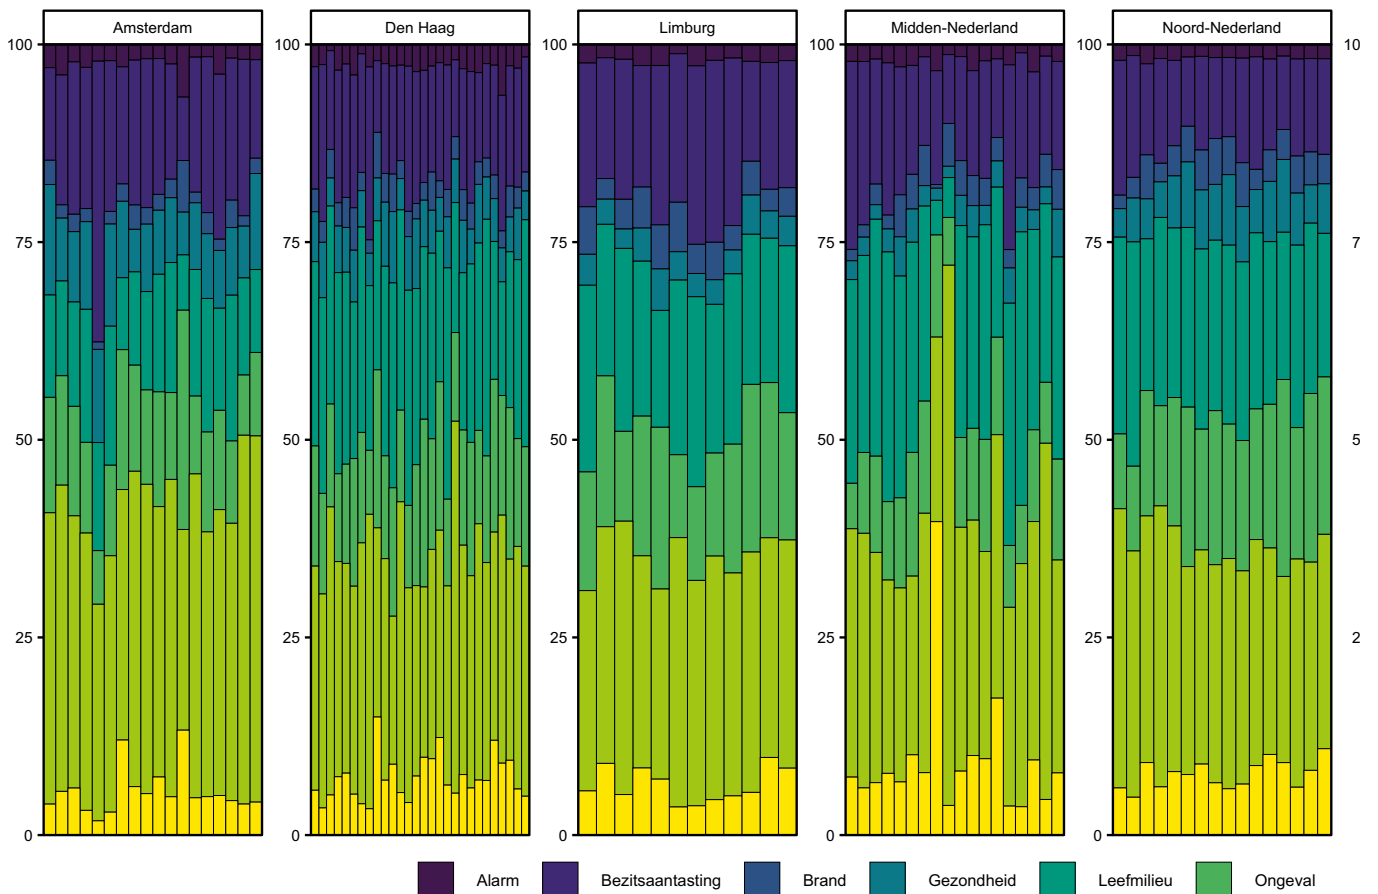 Amsterdam
Den Haag
Limburg
Midden-Nederland
Noord-Nederland
100 100 100 100 100 10
75 75 75 75 75 7
50 50 50 50 50 5
25 25 25 25 25 2
0 0 0 0 0
Alarm Bezitsaantasting Brand Gezondheid Leefmilieu Ongeval